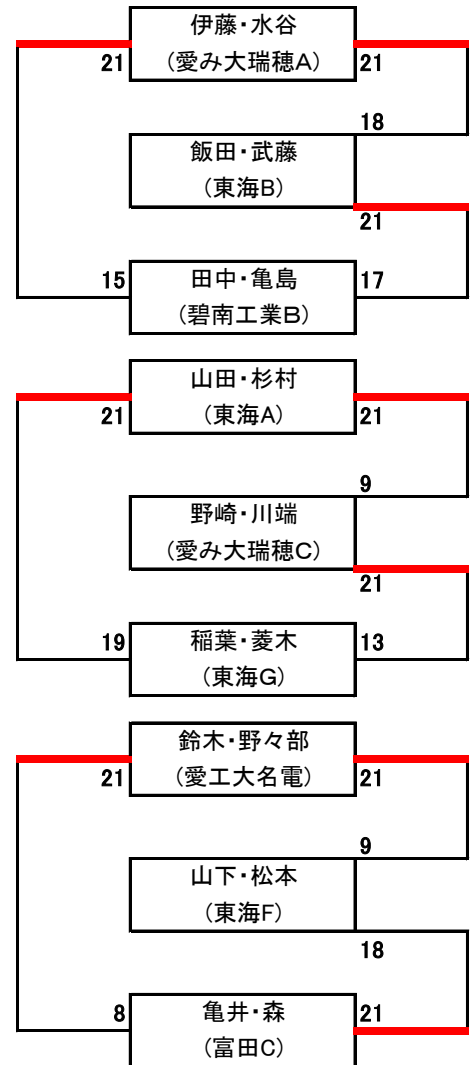 伊藤・水谷
21 (愛み大瑞穂A) 21
18
飯田・武藤
(東海B)
21
15 田中・亀島 17
(碧南工業B)
山田・杉村
21 (東海A) 21
9
野崎・川端
(愛み大瑞穂C)
21
19 稲葉・菱木 13
(東海G)
鈴木・野々部
21 (愛工大名電) 21
9
山下・松本
(東海F)
18
8 亀井・森 21
(富田C)